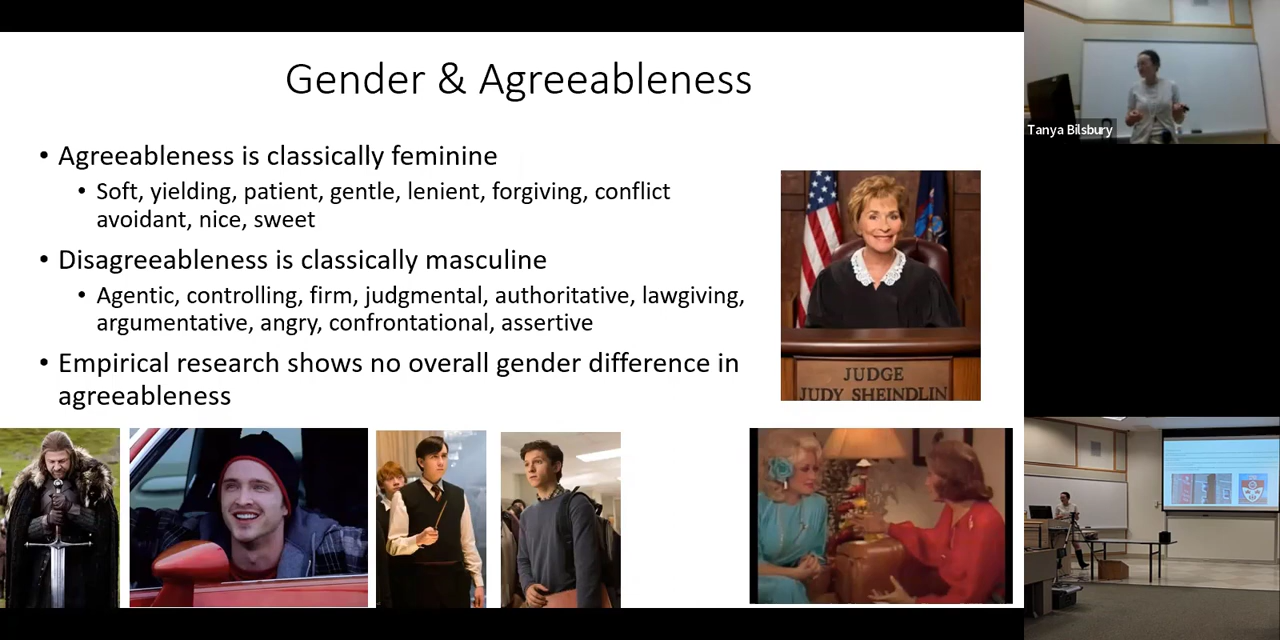 Gender & Agreeableness
• Agreeableness is classically feminine
• Soft, yielding, patient, gentle, lenient, forgiving, conflict
avoidant, nice, sweet
• Disagreeableness is classically masculine
• Agentic, controlling, firm, judgmental, authoritative, lawgiving,
argumentative, angry, confrontational, assertive
• Empirical research shows no overall gender difference in
agreeableness
JUDGE
JUDY SHEINDLIN
Tanya Bilsbury